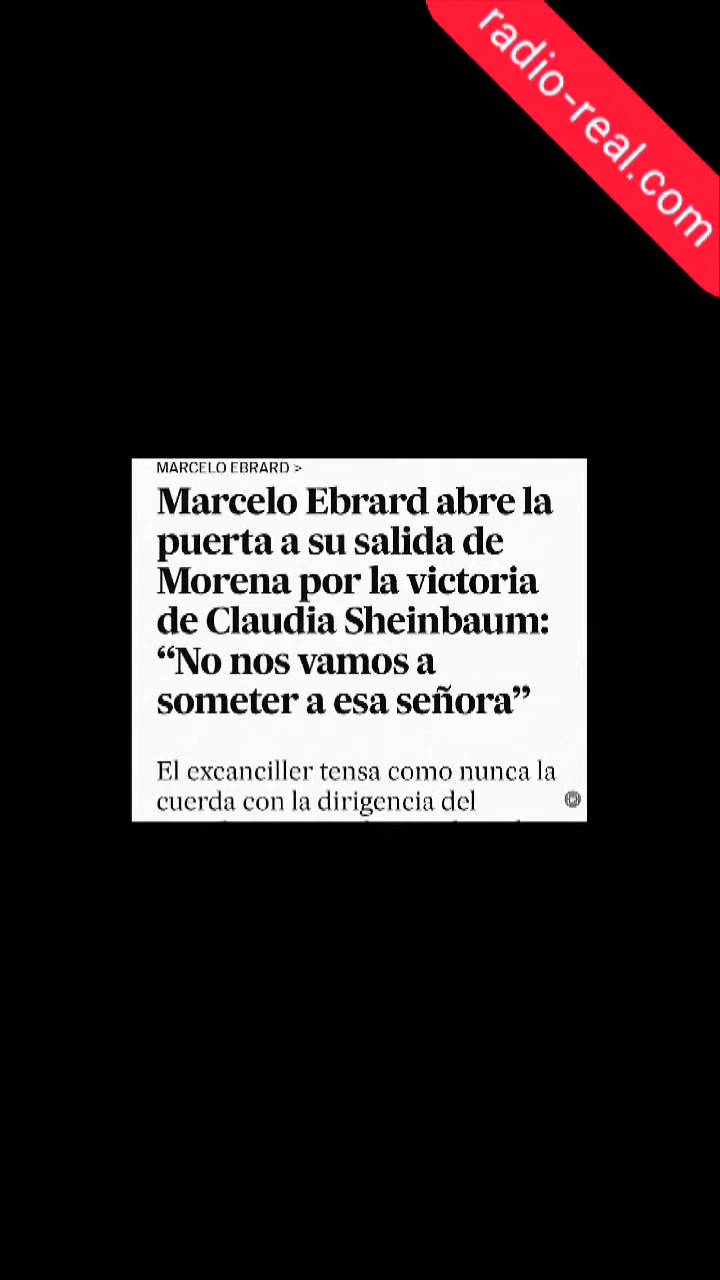 radio-real.com
MARCELO EBRARD >
Marcelo Ebrard abre la
puerta a su salida de
Morena por la victoria
de Claudia Sheinbaum:
“No nos vamos a
someter a esa señora”
El excanciller tensa como nunca la
cuerda con la dirigencia del